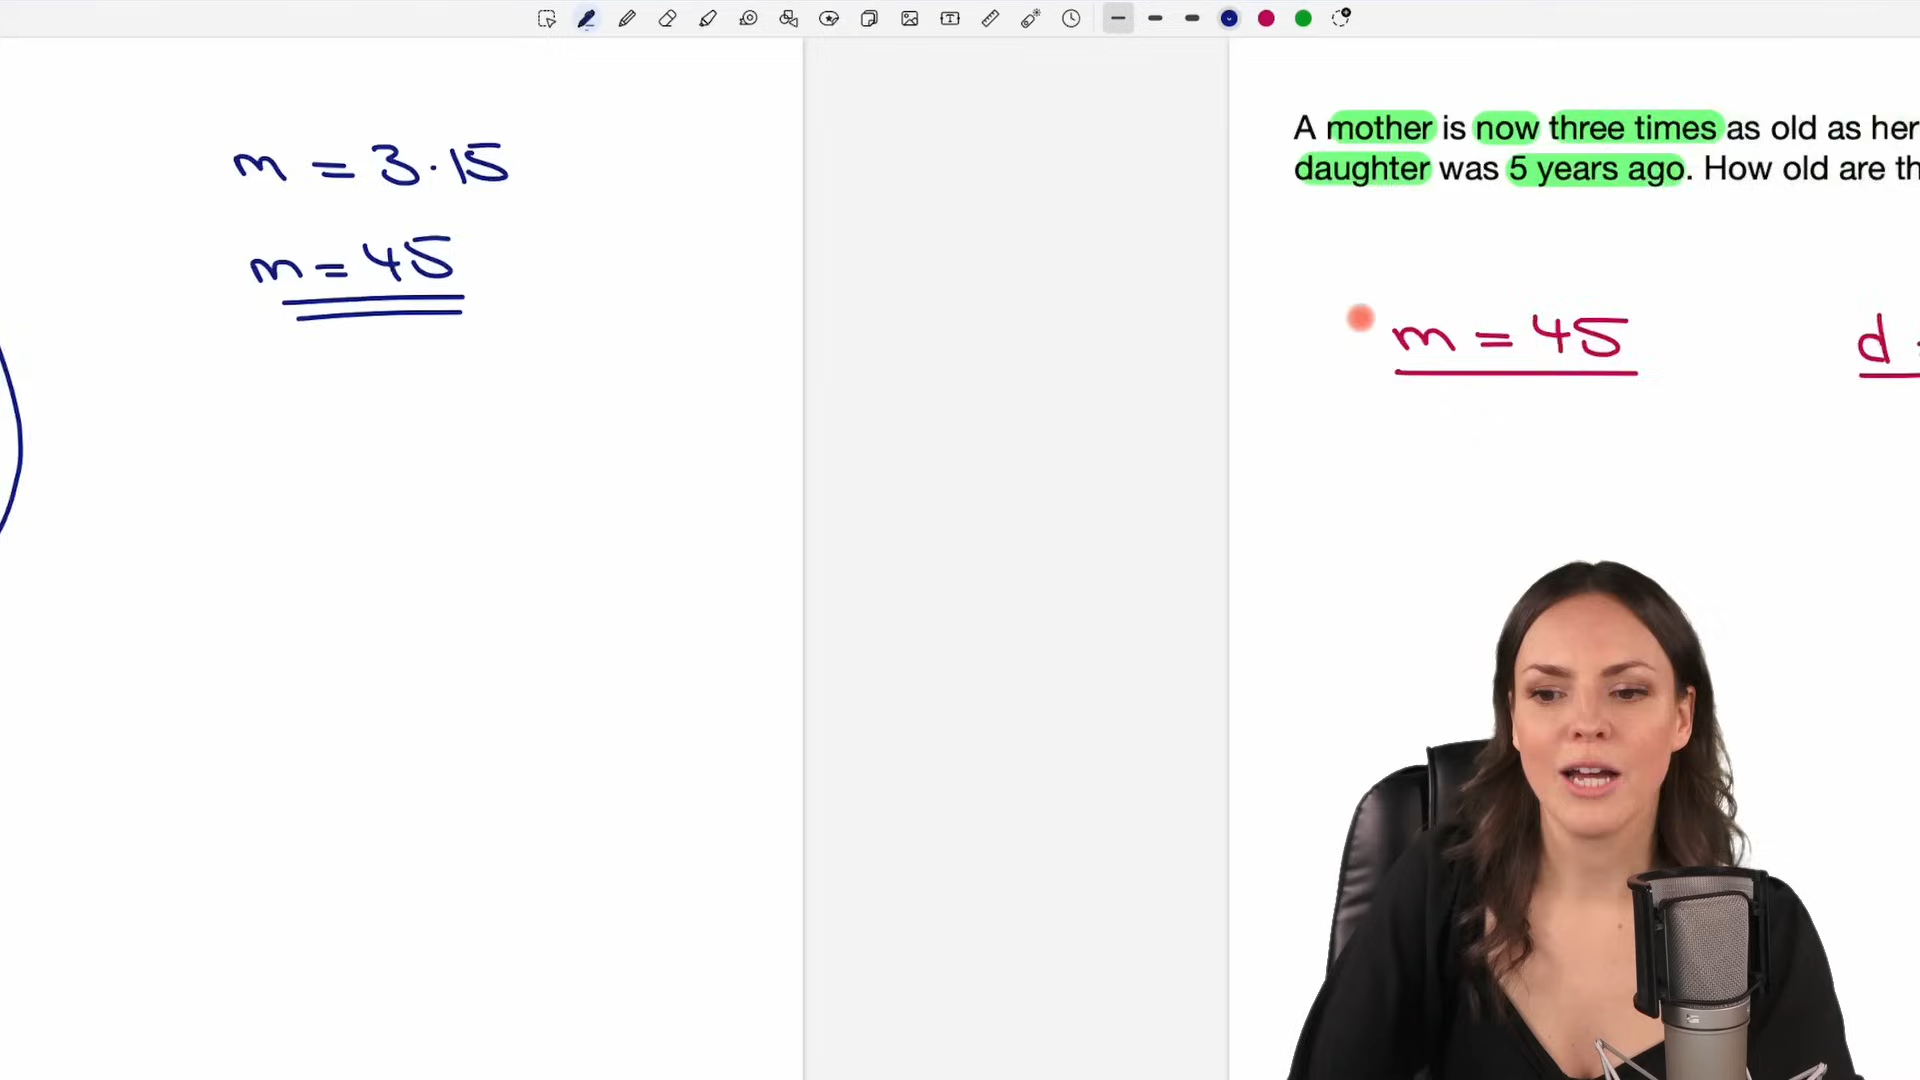 m = 3·15
m = 45
A mother is now three times as old as her
daughter was 5 years ago. How old are th
m = 45
d